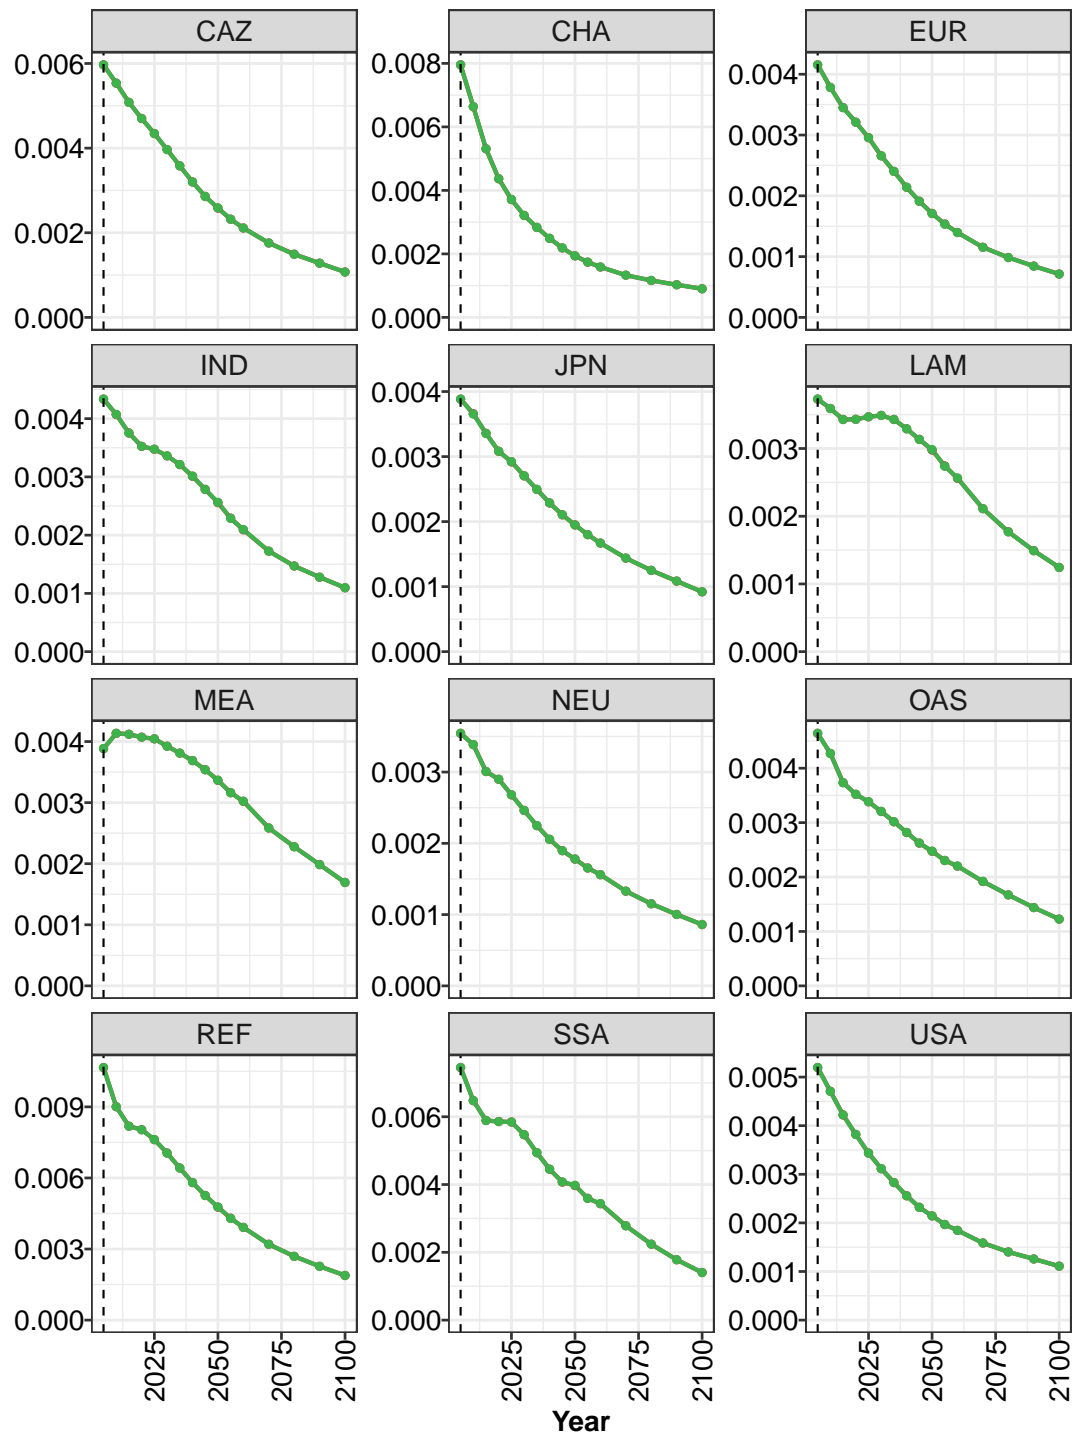 CAZ CHA EUR
0.006 0.008 0.004
0.004 0.006 0.003
0.002 0.004 0.002
0.000 0.002 0.001
0.000 0.000
IND JPN LAM
0.004 0.004 0.003
0.003 0.003 0.002
0.002 0.002 0.001
0.001 0.001 0.000
0.000 0.000
MEA NEU OAS
0.004 0.003 0.004
0.003 0.002 0.003
0.002 0.001 0.002
0.001 0.000 0.001
0.000 0.000
REF SSA USA
0.009 0.006 0.005
0.006 0.004 0.004
0.003 0.002 0.003
0.000 0.000 0.002
0.001
0.000
2025 2050 2075 2100 2025 2050 2075 2100 2025 2050 2075 2100
Year